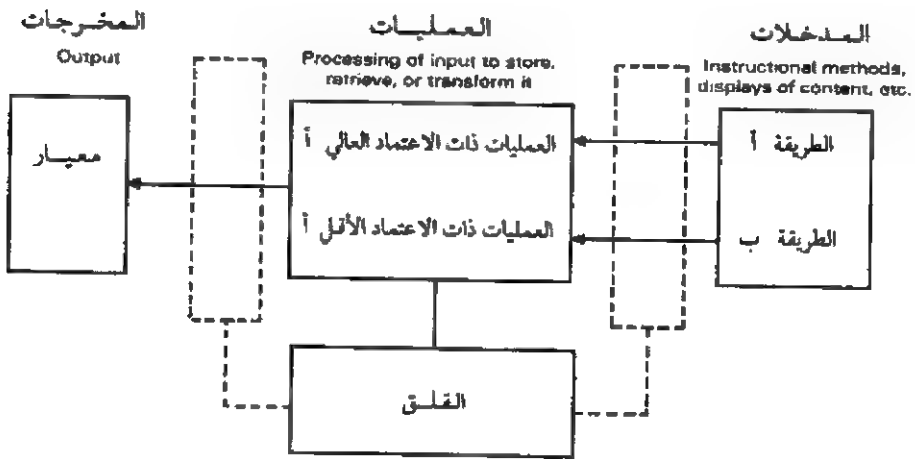 المدخلات
Instructional methods,
displays of content, etc.
الطريقة أ
الطريقة ب
العمليات
Processing of input to store,
retrieve, or transform it
العمليات ذات الاعتماد العالي أ
العمليات ذات الاعتماد الأقل أ
القلق
المخرجات
Output
معيار